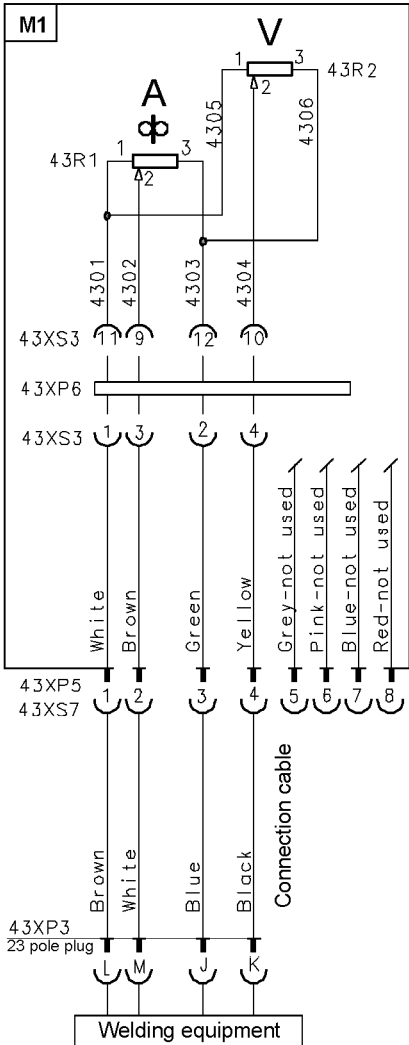 M1
V
1 3 43R2
2
A
4305
4306
43R1 1 3
2
4301
4302
4303
4304
43XS3 11 9 12 10
43XP6
43XS3 1 3 2 4
White
Brown
Green
Yellow
Grey-not used
Pink-not used
Blue-not used
Red-not used
43XP5
43XS7 1 2 3 4 5 6 7 8
Brown
White
Blue
Black
Connection cable
43XP3
23 pole plug
L M J K
Welding equipment